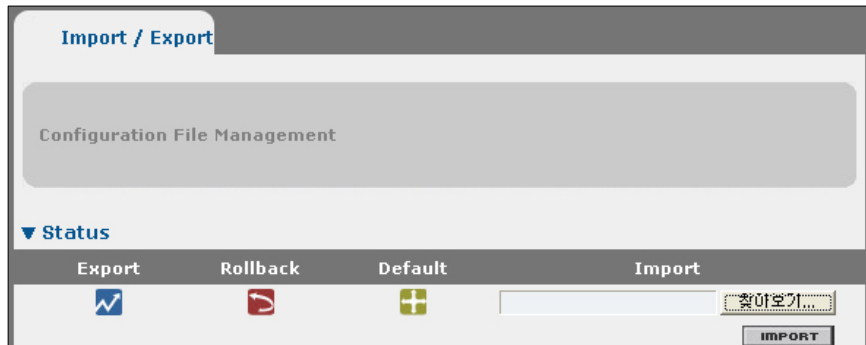 Import / Export
Configuration File Management
▼ Status
Export Rollback Default Import
찾아보기...
IMPORT